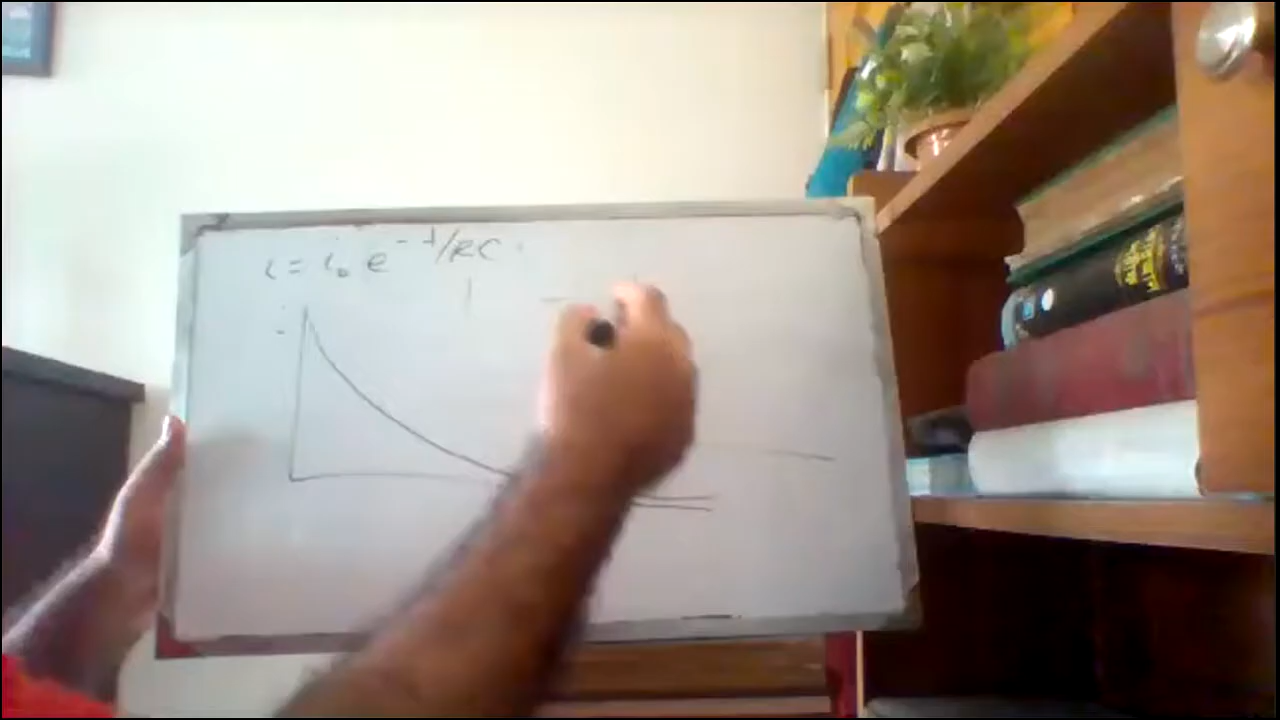 i = i₀ e^-t/RC
i